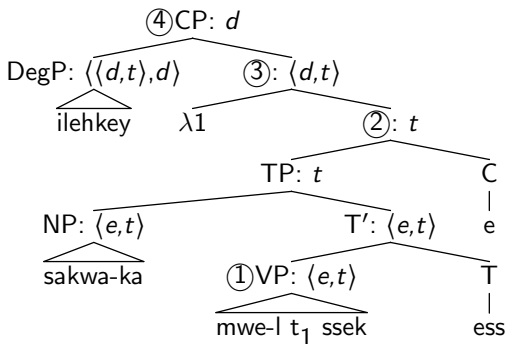 ④CP: d
DegP: ⟨⟨d,t⟩,d⟩ ③: ⟨d,t⟩
ilehkey λ1 ②: t
TP: t C
NP: ⟨e,t⟩ T′: ⟨e,t⟩ e
sakwa-ka ①VP: ⟨e,t⟩ T
mwe-l t₁ ssek ess